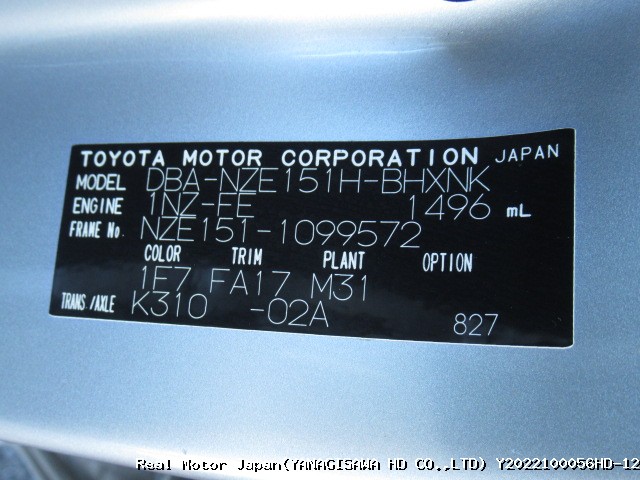 TOYOTA MOTOR CORPORATION JAPAN
MODEL DBA-NZE151H-BHXNK
ENGINE 1NZ-FE 1496 mL
FRAME No. NZE151-1099572
COLOR TRIM PLANT OPTION
1F7 FA17 M31
TRANS./AXLE K310 -02A
827
Real Motor Japan(YANAGISAWA HD CO.,LTD) Y2022100056HD-12